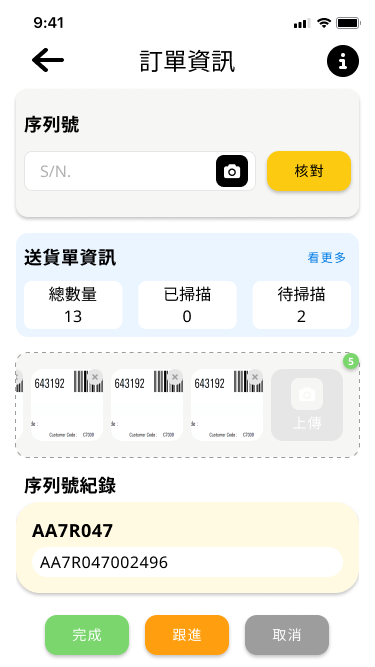 9:41
訂單資訊
序列號
S/N.
核對
送貨單資訊
看更多
總數量
已掃描
待掃描
13
0
2
5
643192
643192
643192
Customer Code : C7009
Customer Code : C7009
Customer Code : C7009
上傳
序列號紀錄
AA7R047
AA7R047002496
完成
跟進
取消